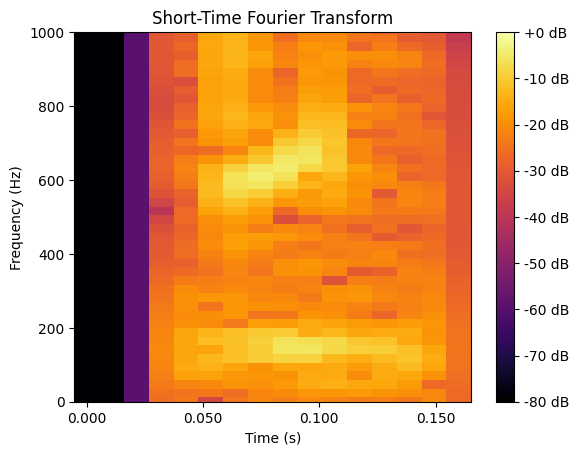 Short-Time Fourier Transform
1000
800
600
400
200
0
Frequency (Hz)
0.000
0.050
0.100
0.150
Time (s)
+0 dB
-10 dB
-20 dB
-30 dB
-40 dB
-50 dB
-60 dB
-70 dB
-80 dB